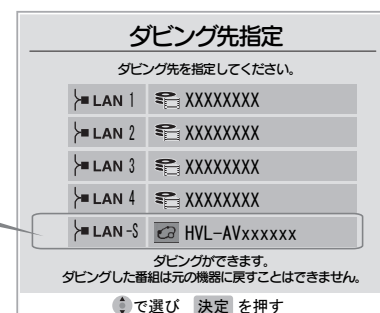 ダビング先指定
ダビング先を指定してください。
LAN 1 XXXXXXXX
LAN 2 XXXXXXXX
LAN 3 XXXXXXXX
LAN 4 XXXXXXXX
LAN -S HVL-AVxxxxxx
ダビングができます。
ダビングした番組は元の機器に戻すことはできません。
で選び 決定 を押す